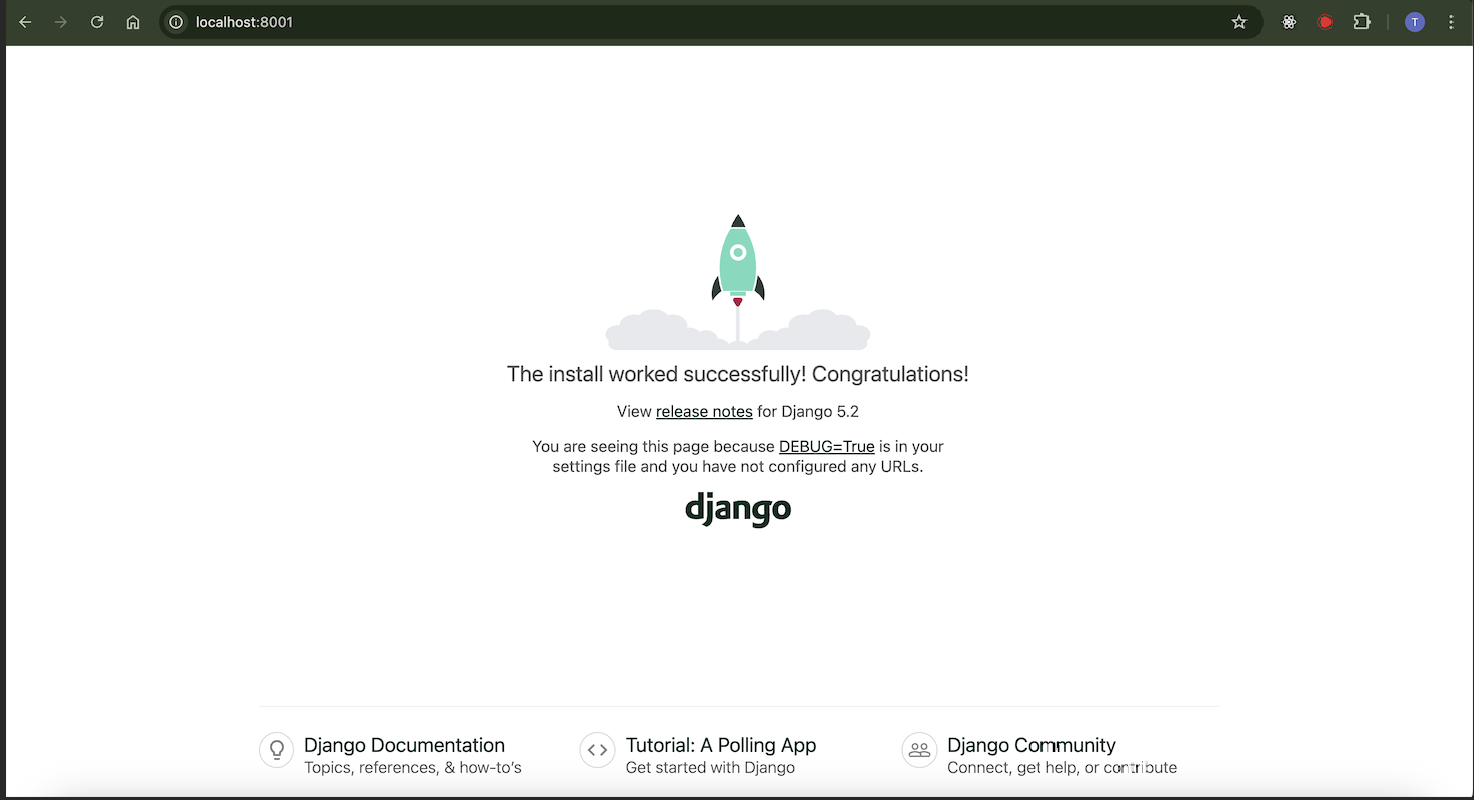 localhost:8001
T
The install worked successfully! Congratulations!
View release notes for Django 5.2
You are seeing this page because DEBUG=True is in your
settings file and you have not configured any URLs.
django
Django Documentation
Topics, references, & how-to's
Tutorial: A Polling App
Get started with Django
Django Community
Connect, get help, or contribute